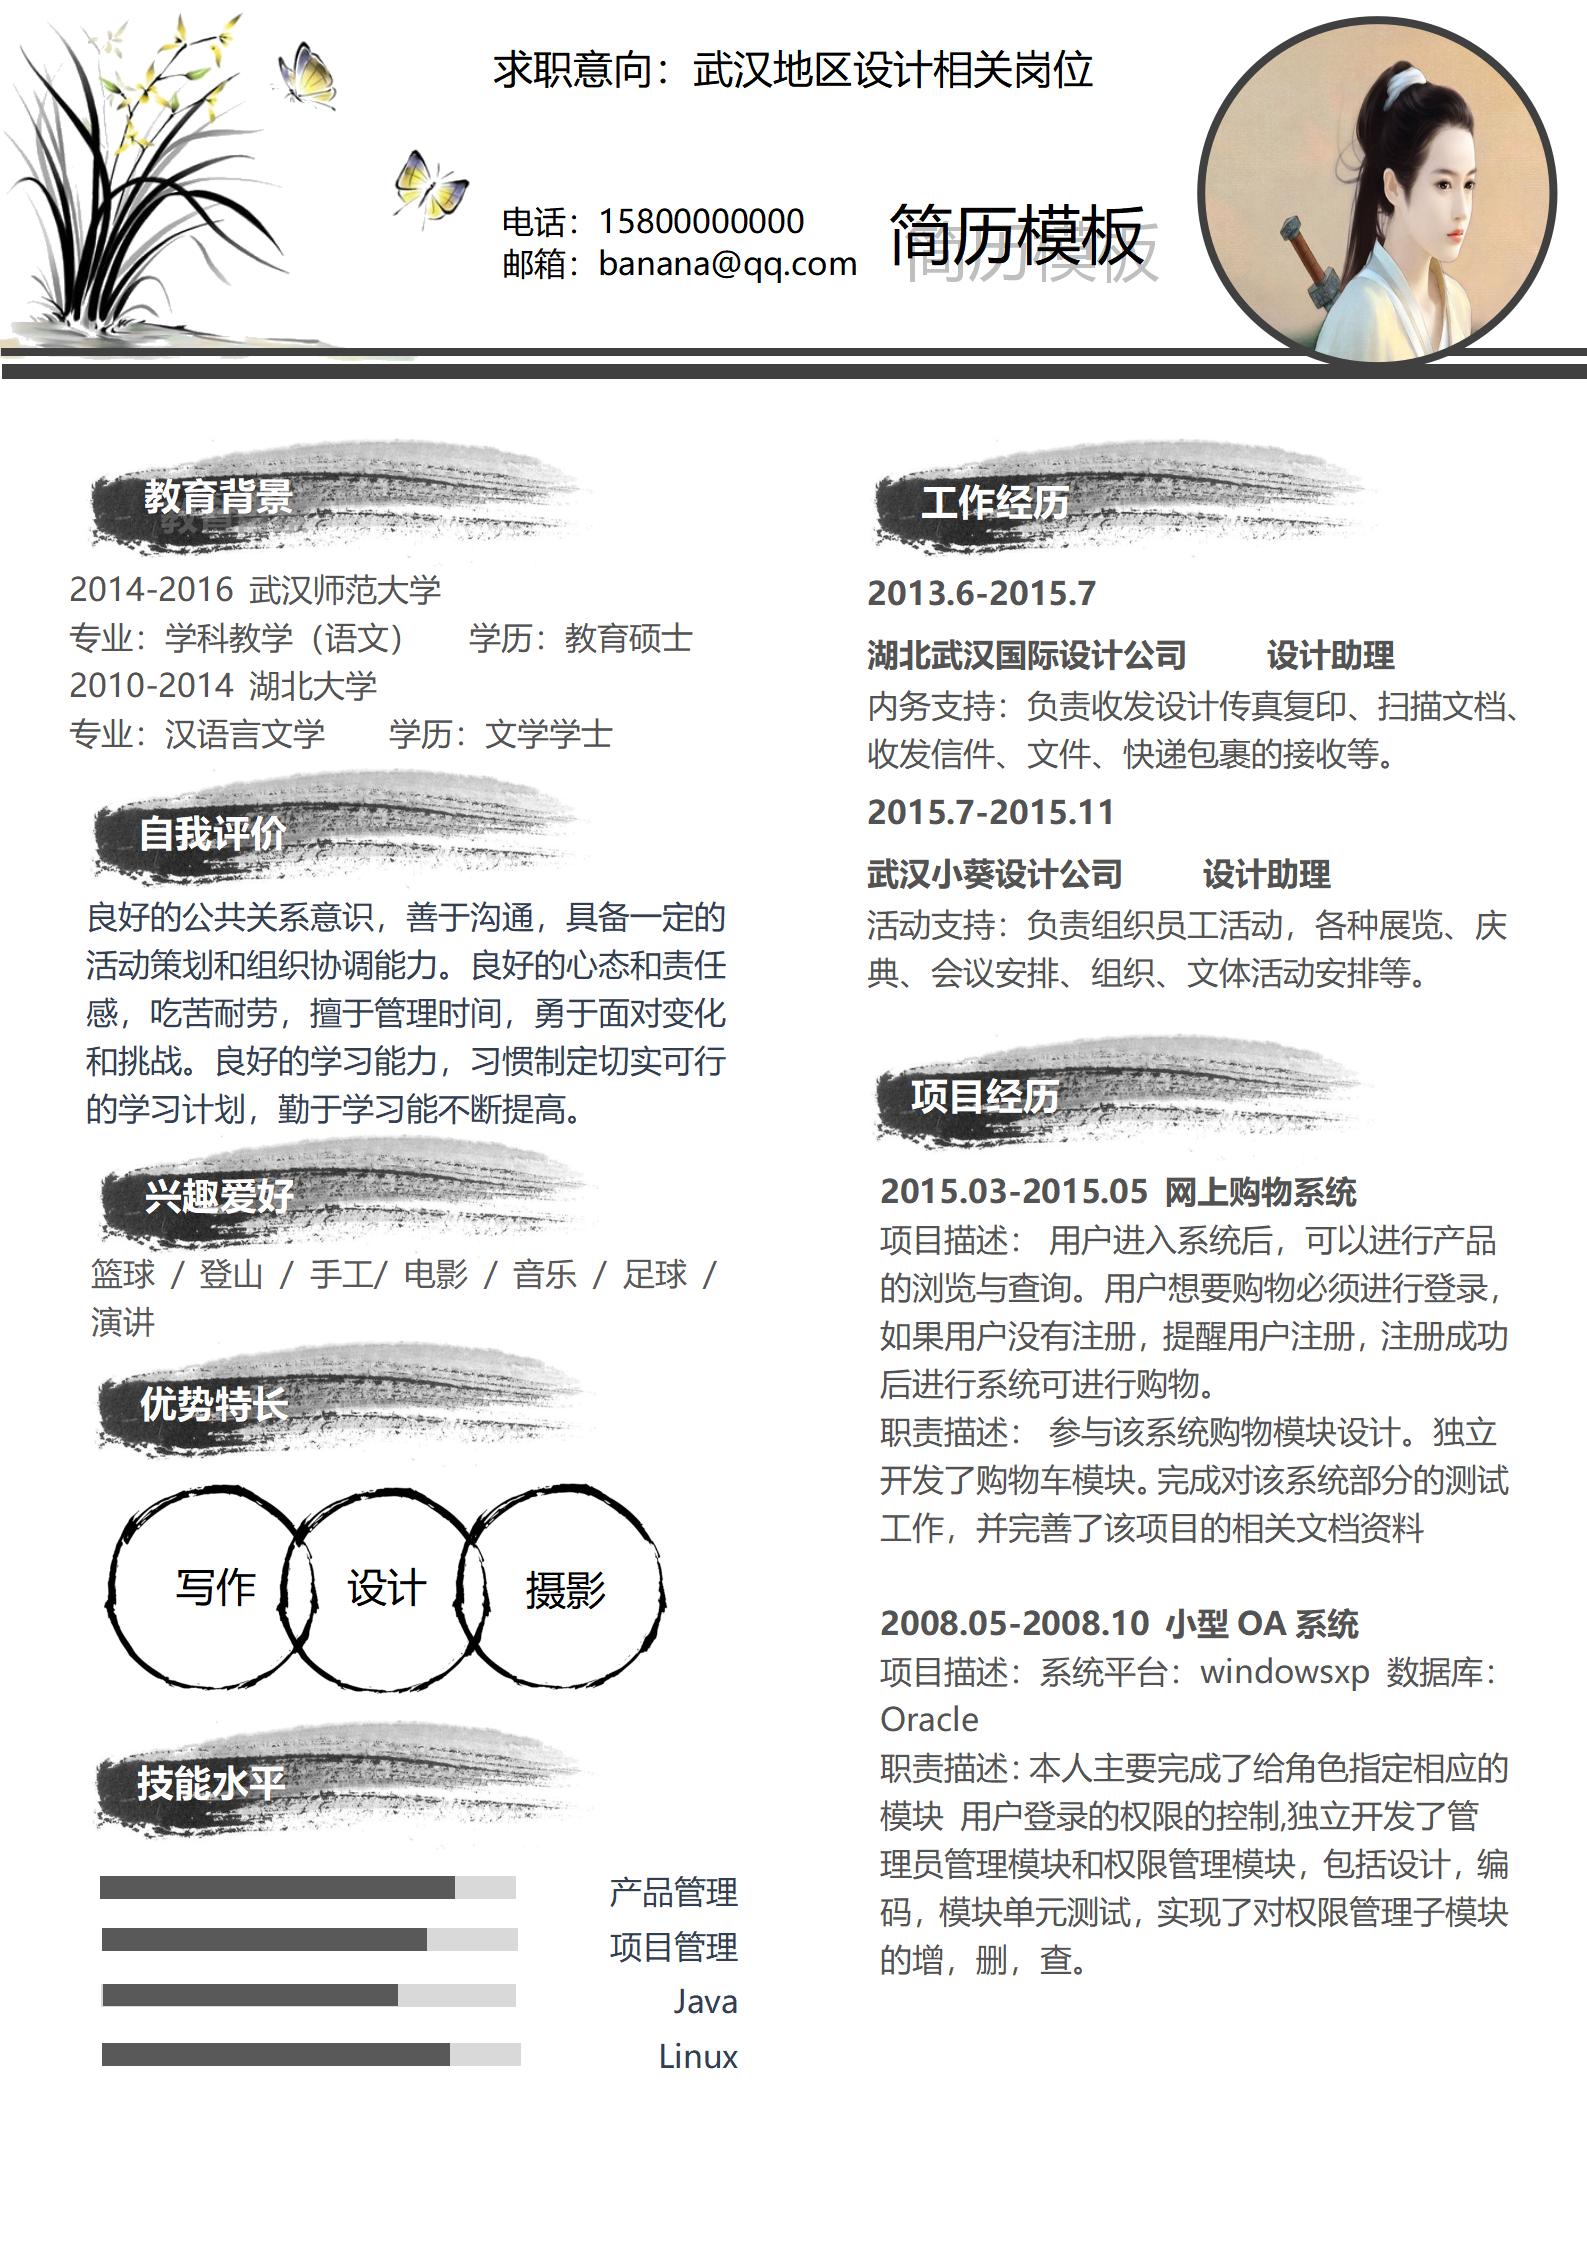 求职意向：武汉地区设计相关岗位
电话：15800000000
邮箱：banana@qq.com
简历模板
教育背景
2014-2016 武汉师范大学
专业：学科教学（语文） 学历：教育硕士
2010-2014 湖北大学
专业：汉语言文学 学历：文学学士
自我评价
良好的公共关系意识，善于沟通，具备一定的
活动策划和组织协调能力。良好的心态和责任
感，吃苦耐劳，擅于管理时间，勇于面对变化
和挑战。良好的学习能力，习惯制定切实可行
的学习计划，勤于学习能不断提高。
兴趣爱好
篮球 / 登山 / 手工/ 电影 / 音乐 / 足球 /
演讲
优势特长
写作 设计 摄影
技能水平
产品管理
项目管理
Java
Linux
工作经历
2013.6-2015.7
湖北武汉国际设计公司 设计助理
内务支持：负责收发设计传真复印、扫描文档、
收发信件、文件、快递包裹的接收等。
2015.7-2015.11
武汉小葵设计公司 设计助理
活动支持：负责组织员工活动，各种展览、庆
典、会议安排、组织、文体活动安排等。
项目经历
2015.03-2015.05 网上购物系统
项目描述： 用户进入系统后，可以进行产品
的浏览与查询。用户想要购物必须进行登录，
如果用户没有注册，提醒用户注册，注册成功
后进行系统可进行购物。
职责描述： 参与该系统购物模块设计。独立
开发了购物车模块。完成对该系统部分的测试
工作，并完善了该项目的相关文档资料
2008.05-2008.10 小型 OA 系统
项目描述：系统平台：windowsxp 数据库：
Oracle
职责描述：本人主要完成了给角色指定相应的
模块 用户登录的权限的控制,独立开发了管
理员管理模块和权限管理模块，包括设计，编
码，模块单元测试，实现了对权限管理子模块
的增，删，查。